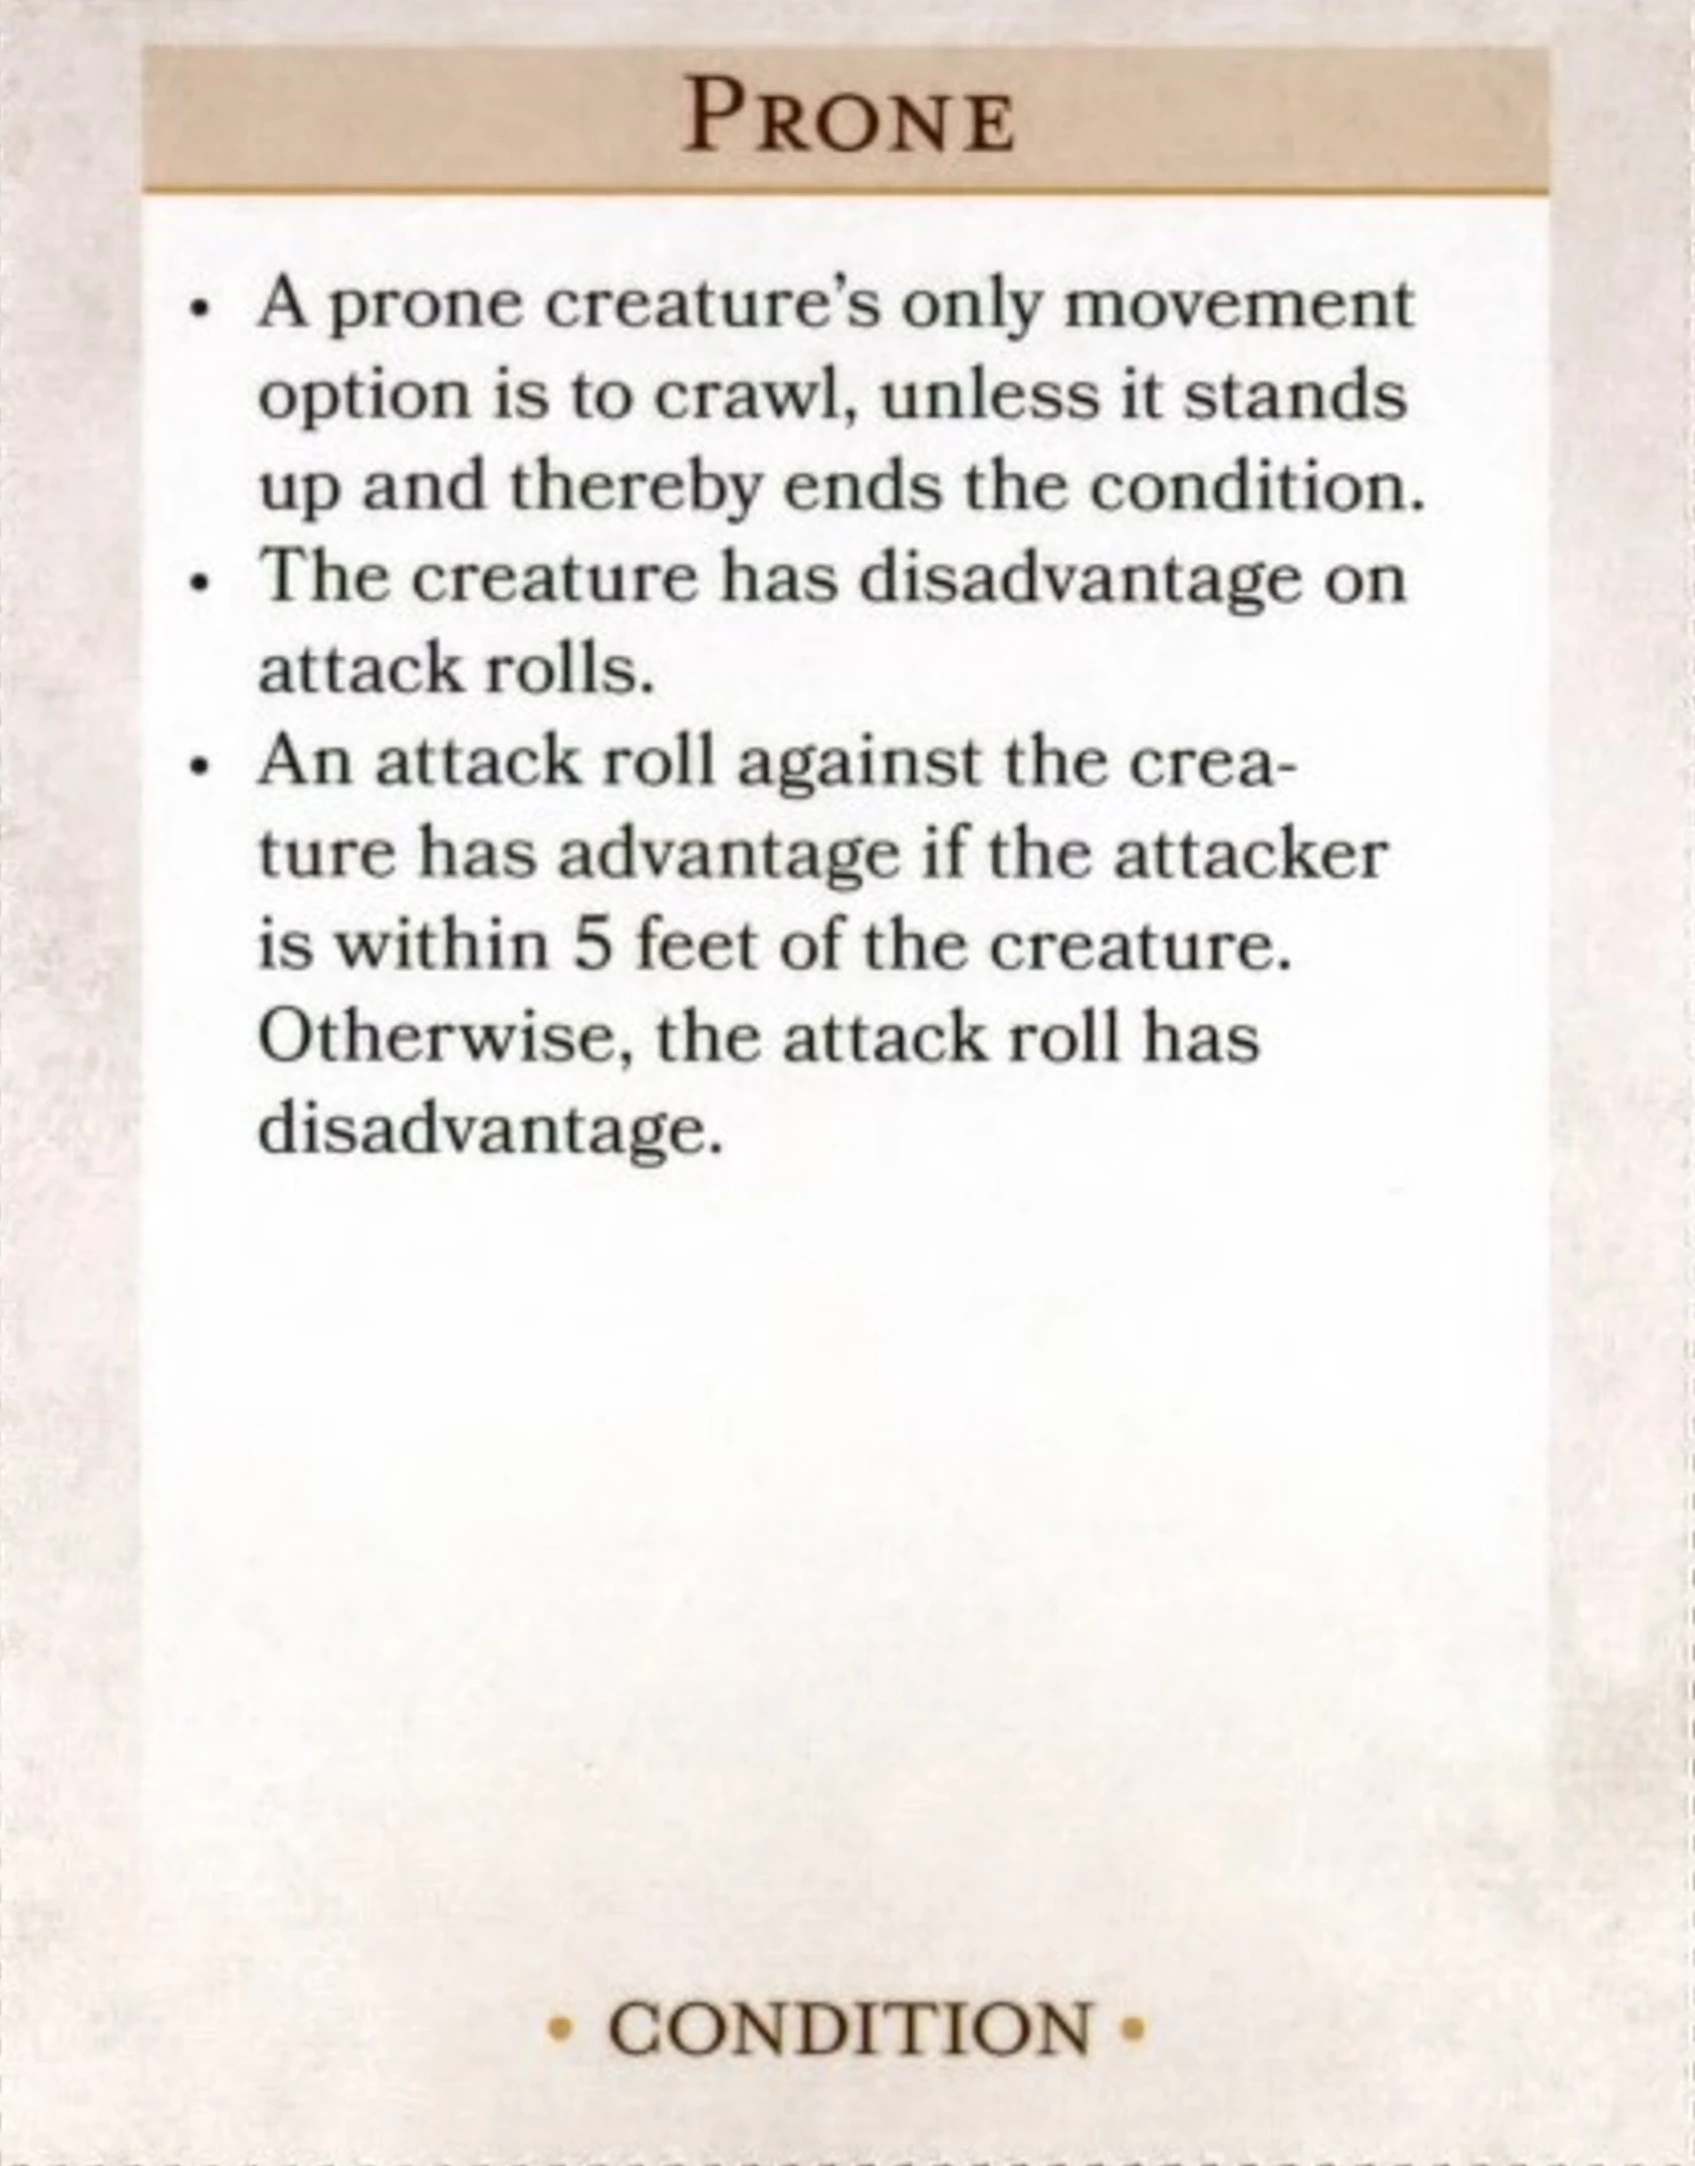 PRONE
• A prone creature's only movement
option is to crawl, unless it stands
up and thereby ends the condition.
• The creature has disadvantage on
attack rolls.
• An attack roll against the crea-
ture has advantage if the attacker
is within 5 feet of the creature.
Otherwise, the attack roll has
disadvantage.
• CONDITION •